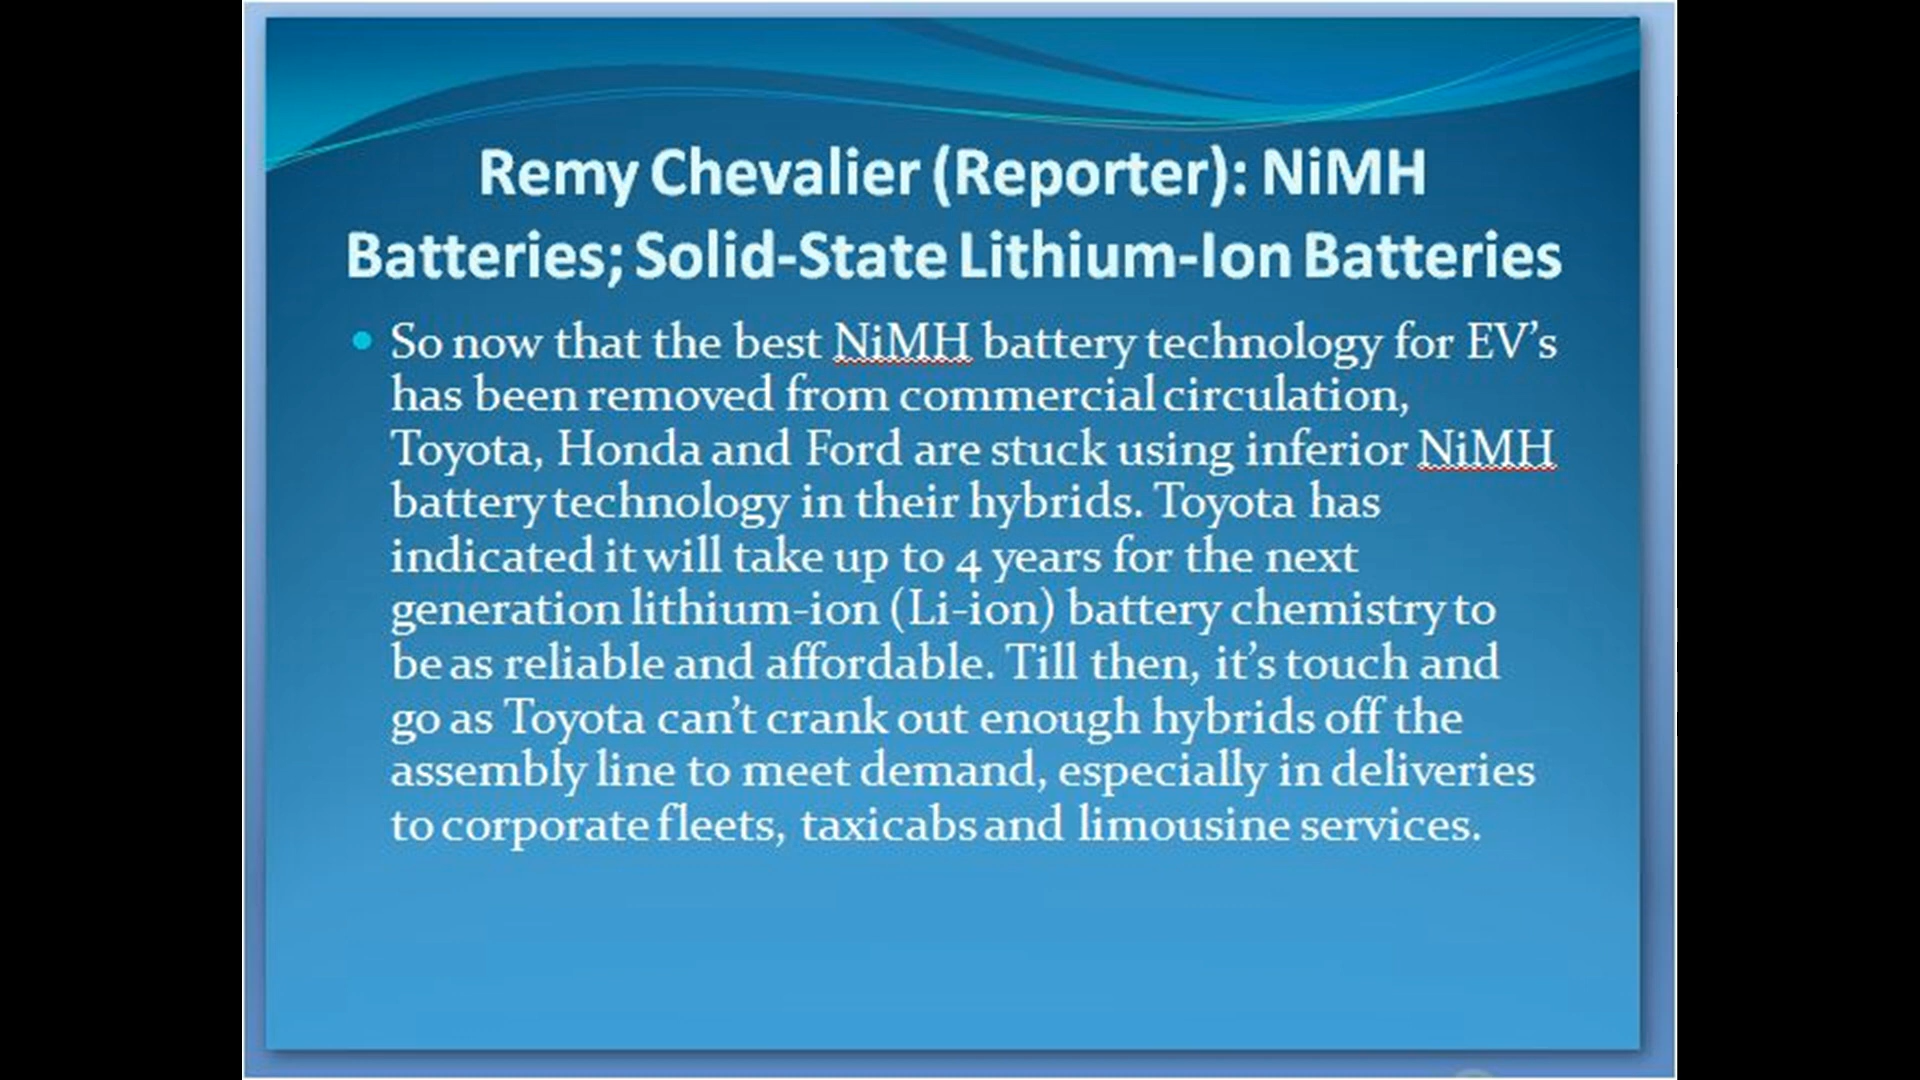 Remy Chevalier (Reporter): NiMH
Batteries; Solid-State Lithium-Ion Batteries
• So now that the best NiMH battery technology for EV’s
has been removed from commercial circulation,
Toyota, Honda and Ford are stuck using inferior NiMH
battery technology in their hybrids. Toyota has
indicated it will take up to 4 years for the next
generation lithium-ion (Li-ion) battery chemistry to
be as reliable and affordable. Till then, it’s touch and
go as Toyota can’t crank out enough hybrids off the
assembly line to meet demand, especially in deliveries
to corporate fleets, taxicabs and limousine services.